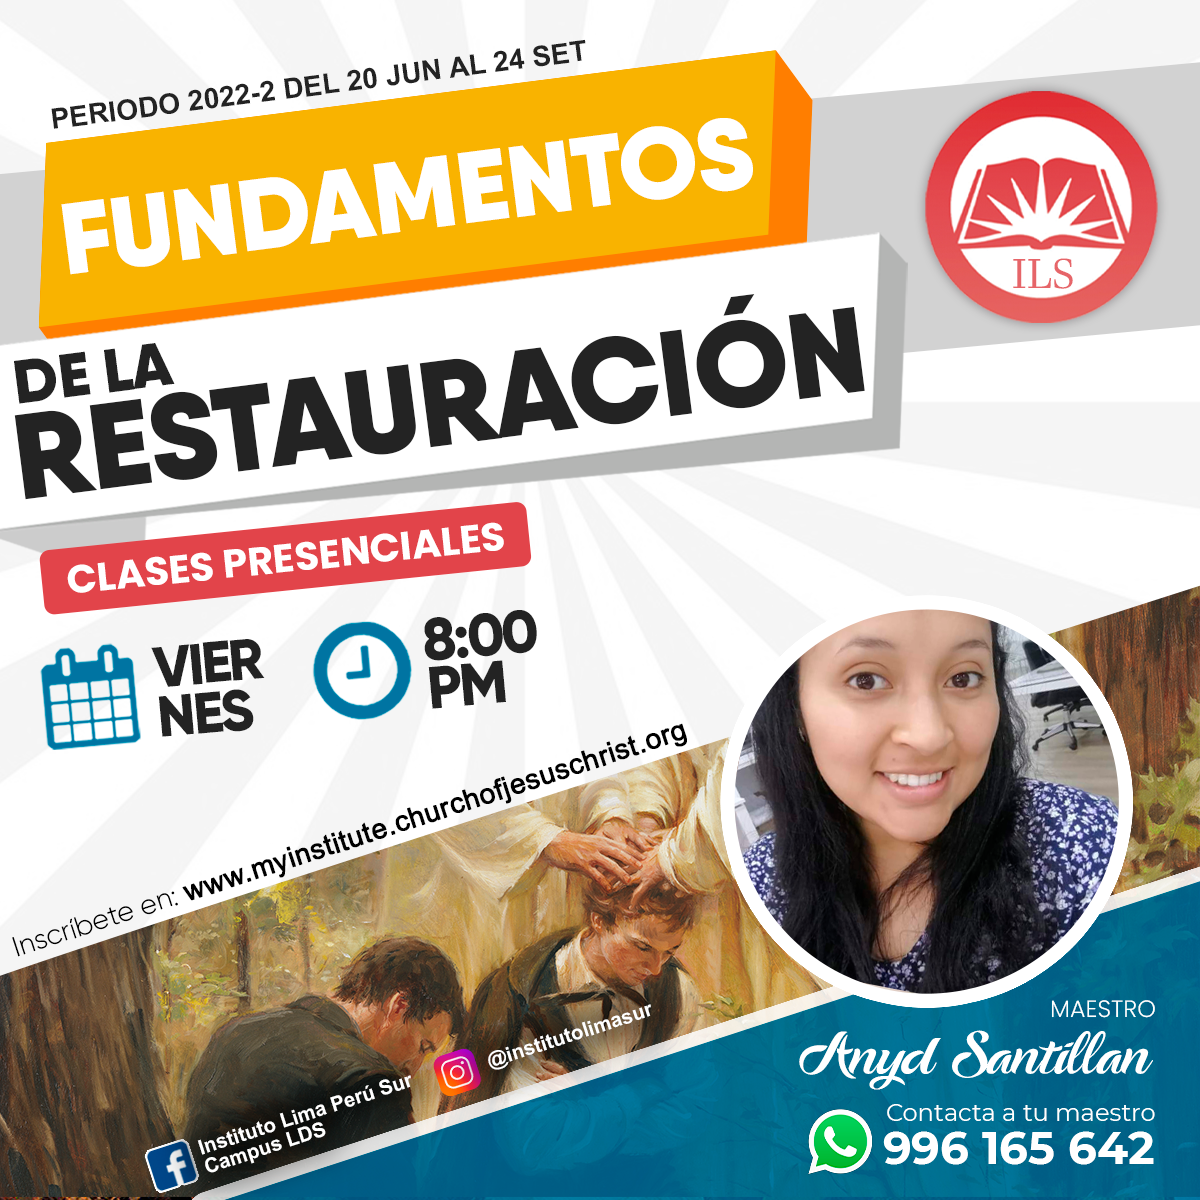 PERIODO 2022-2 DEL 20 JUN AL 24 SET
FUNDAMENTOS
DE LA
RESTAURACIÓN
ILS
CLASES PRESENCIALES
VIER
NES
8:00
PM
Inscríbete en: www.myinstitute.churchofjesuschrist.org
MAESTRO
Anyd Santillan
Contacta a tu maestro
996 165 642
@institutolimasur
Instituto Lima Perú Sur
Campus LDS